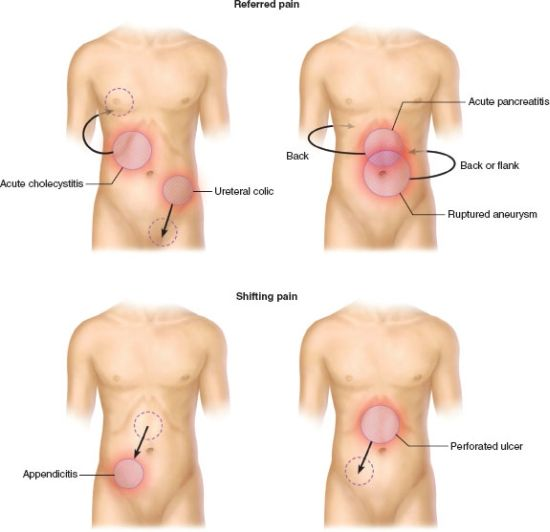 Referred pain
Acute pancreatitis
Back
Back or flank
Acute cholecystitis
Ureteral colic
Ruptured aneurysm
Shifting pain
Appendicitis
Perforated ulcer